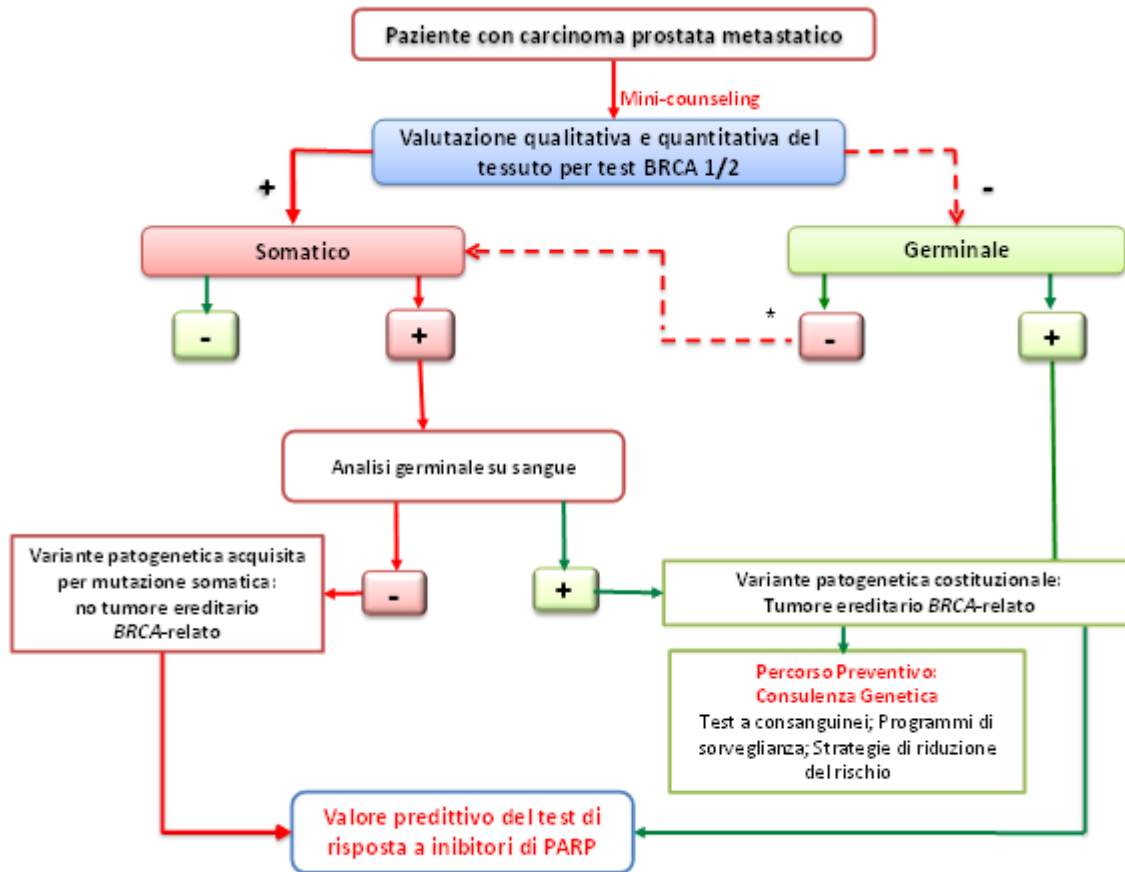 Paziente con carcinoma prostata metastatico
Mini-counseling
Valutazione qualitativa e quantitativa del
tessuto per test BRCA 1/2
+
-
Somatico
Germinale
*
-
+
-
+
Analisi germinale su sangue
Variante patogenetica acquisita
per mutazione somatica:
no tumore ereditario
BRCA-relato
-
+
Variante patogenetica costituzionale:
Tumore ereditario BRCA-relato
Percorso Preventivo:
Consulenza Genetica
Test a consanguinei; Programmi di
sorveglianza; Strategie di riduzione
del rischio
Valore predittivo del test di
risposta a inibitori di PARP